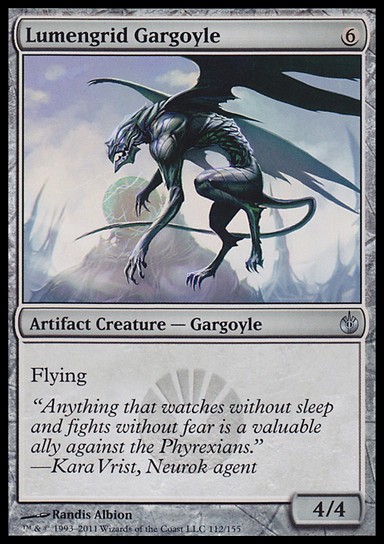 Lumengrid Gargoyle 6
Artifact Creature — Gargoyle
Flying
“Anything that watches without sleep
and fights without fear is a valuable
ally against the Phyrexians.”
—Kara Vrist, Neurok agent
Randis Albion
™ & © 1993–2011 Wizards of the Coast LLC 112/155
4/4